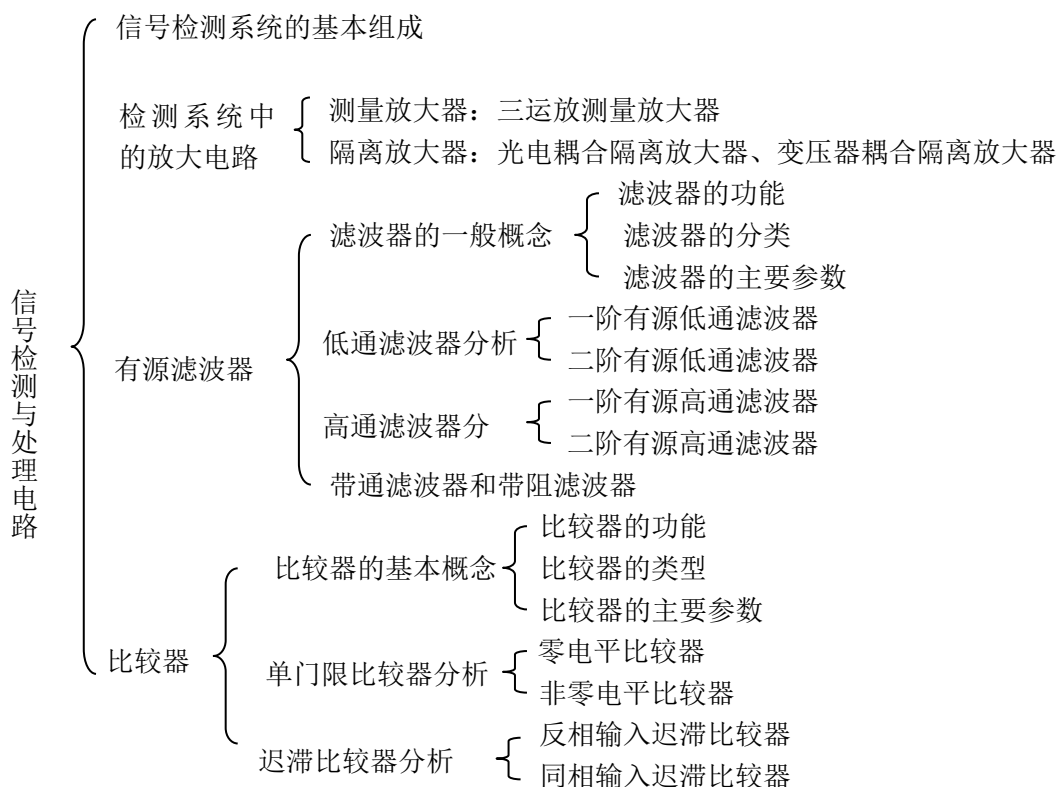 信号检测与处理电路
信号检测系统的基本组成
检测系统中
的放大电路
测量放大器：三运放测量放大器
隔离放大器：光电耦合隔离放大器、变压器耦合隔离放大器
有源滤波器
滤波器的一般概念
滤波器的功能
滤波器的分类
滤波器的主要参数
低通滤波器分析
一阶有源低通滤波器
二阶有源低通滤波器
高通滤波器分
一阶有源高通滤波器
二阶有源高通滤波器
带通滤波器和带阻滤波器
比较器
比较器的基本概念
比较器的功能
比较器的类型
比较器的主要参数
单门限比较器分析
零电平比较器
非零电平比较器
迟滞比较器分析
反相输入迟滞比较器
同相输入迟滞比较器